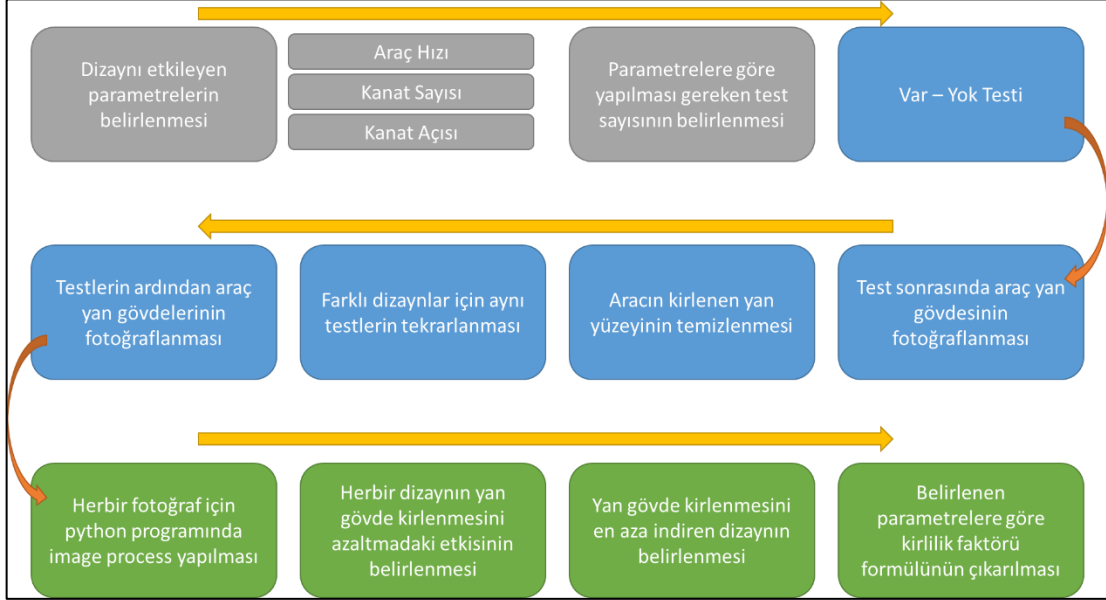 Dizaynı etkileyen
parametrelerin
belirlenmesi
Araç Hızı
Kanat Sayısı
Kanat Açısı
Parametrelere göre
yapılması gereken test
sayısının belirlenmesi
Var – Yok Testi
Test sonrasında araç yan
gövdesinin
fotoğraflanması
Aracın kirlenen yan
yüzeyinin temizlenmesi
Farklı dizaynlar için aynı
testlerin tekrarlanması
Testlerin ardından araç
yan gövdelerinin
fotoğraflanması
Herbir fotoğraf için
python programında
image process yapılması
Herbir dizaynın yan
gövde kirlenmesini
azaltmadaki etkisinin
belirlenmesi
Yan gövde kirlenmesini
en aza indiren dizaynın
belirlenmesi
Belirlenen
parametrelere göre
kirlilik faktörü
formülünün çıkarılması